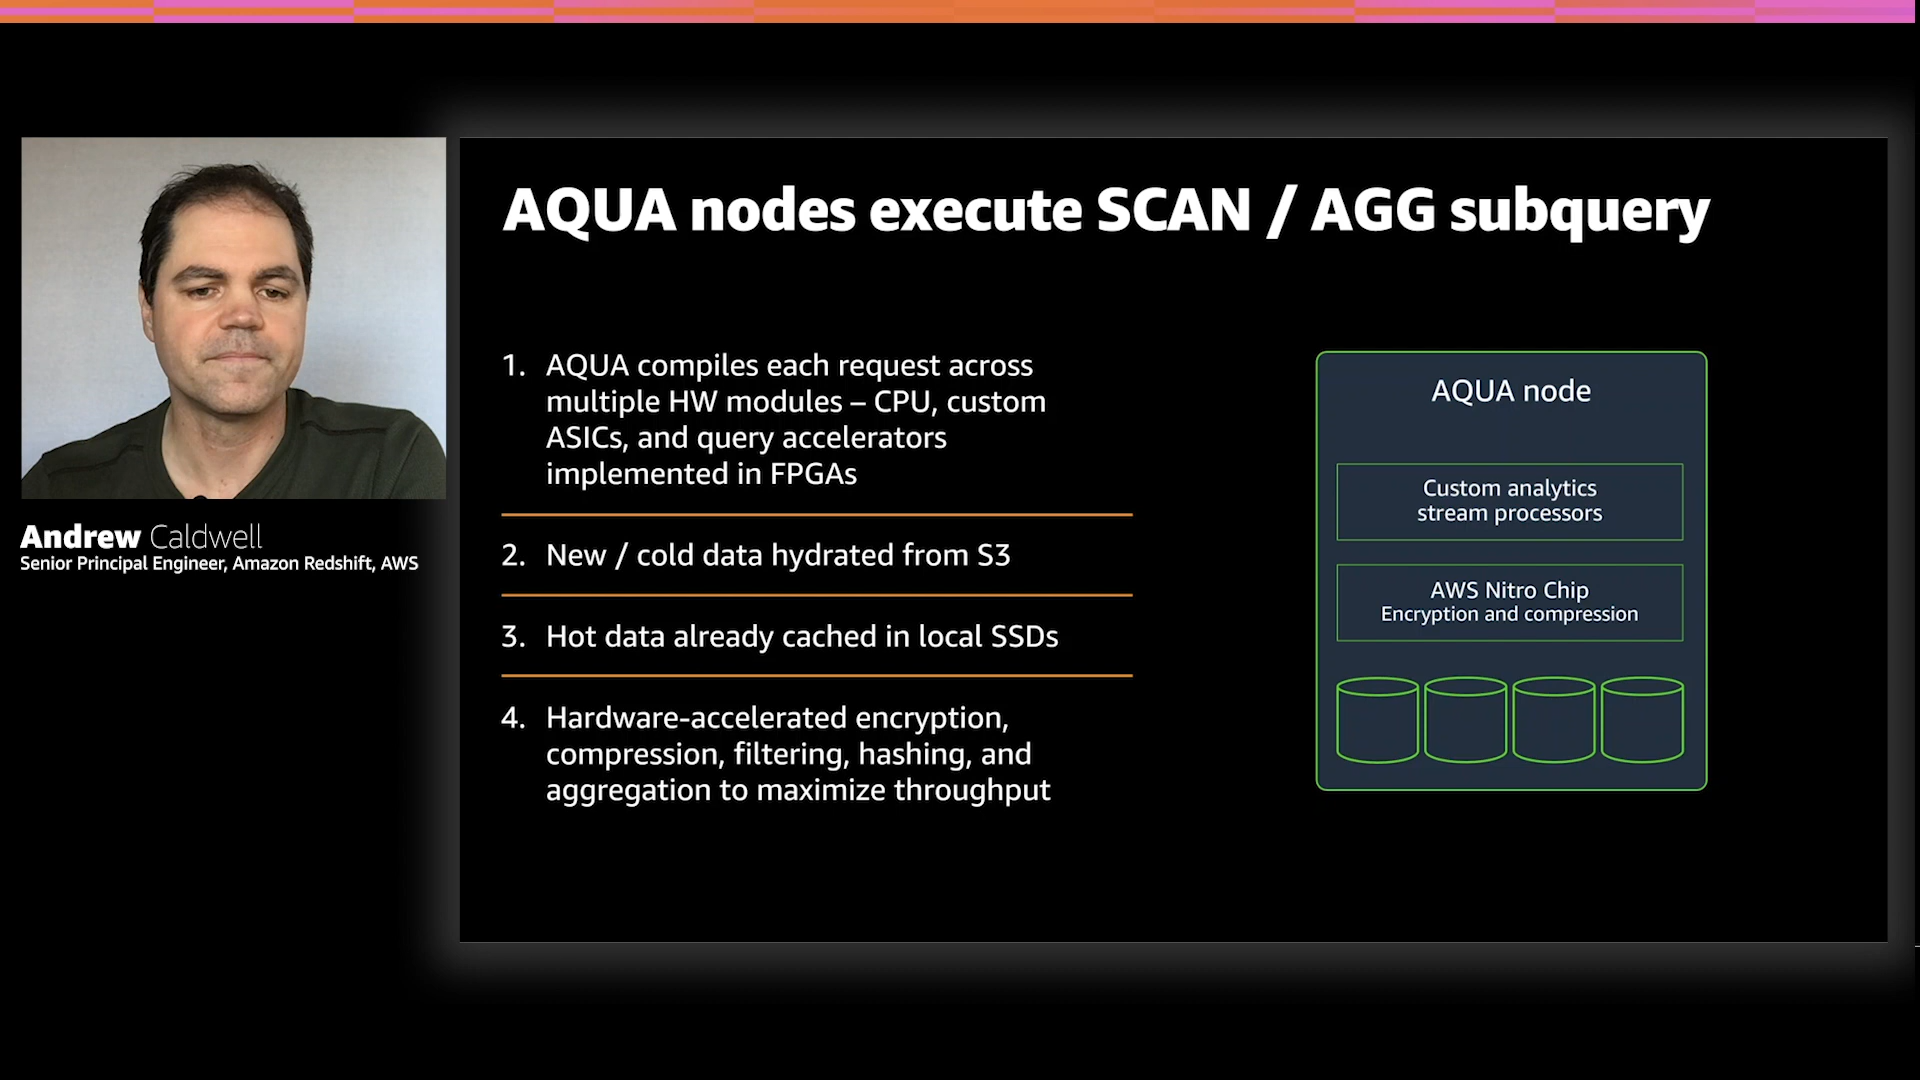 AQUA nodes execute SCAN / AGG subquery
1. AQUA compiles each request across
multiple HW modules – CPU, custom
ASICs, and query accelerators
implemented in FPGAs
2. New / cold data hydrated from S3
3. Hot data already cached in local SSDs
4. Hardware-accelerated encryption,
compression, filtering, hashing, and
aggregation to maximize throughput
AQUA node
Custom analytics
stream processors
AWS Nitro Chip
Encryption and compression
Andrew Caldwell
Senior Principal Engineer, Amazon Redshift, AWS